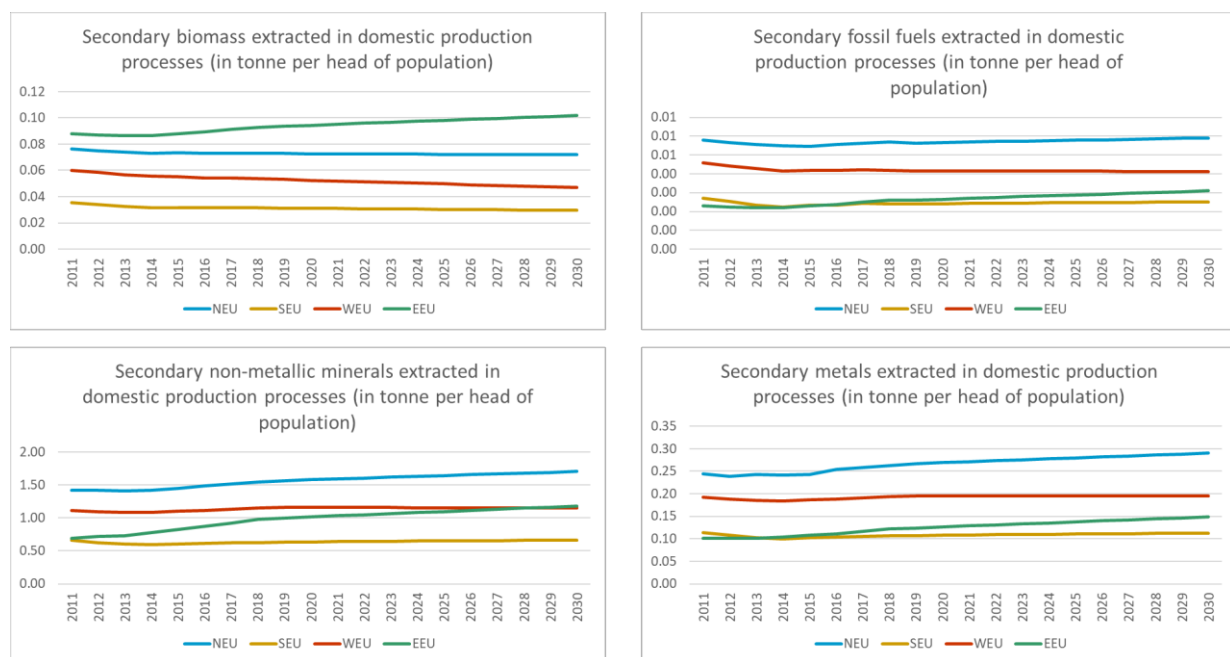 Secondary biomass extracted in domestic production
processes (in tonne per head of population)
0.12
0.10
0.08
0.06
0.04
0.02
0.00
2011 2012 2013 2014 2015 2016 2017 2018 2019 2020 2021 2022 2023 2024 2025 2026 2027 2028 2029 2030
NEU SEU WEU EEU
Secondary fossil fuels extracted in domestic
production processes (in tonne per head of
population)
0.01
0.01
0.01
0.00
0.00
0.00
0.00
0.00
2011 2012 2013 2014 2015 2016 2017 2018 2019 2020 2021 2022 2023 2024 2025 2026 2027 2028 2029 2030
NEU SEU WEU EEU
Secondary non-metallic minerals extracted in
domestic production processes (in tonne per head of
population)
2.00
1.50
1.00
0.50
0.00
2011 2012 2013 2014 2015 2016 2017 2018 2019 2020 2021 2022 2023 2024 2025 2026 2027 2028 2029 2030
NEU SEU WEU EEU
Secondary metals extracted in domestic production
processes (in tonne per head of population)
0.35
0.30
0.25
0.20
0.15
0.10
0.05
0.00
2011 2012 2013 2014 2015 2016 2017 2018 2019 2020 2021 2022 2023 2024 2025 2026 2027 2028 2029 2030
NEU SEU WEU EEU